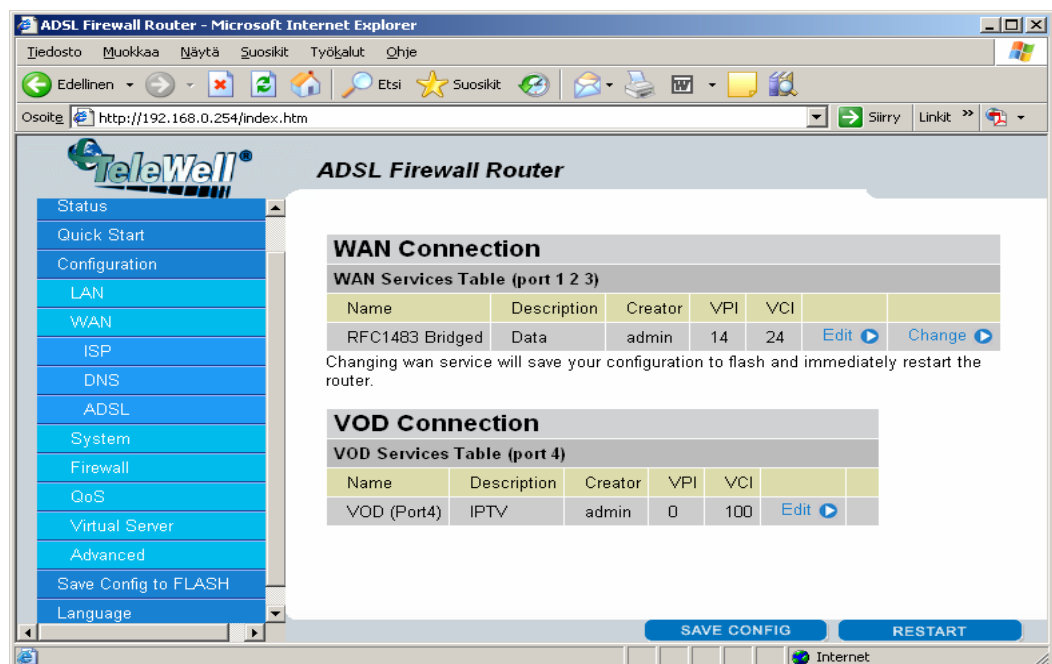 ADSL Firewall Router - Microsoft Internet Explorer
Tiedosto Muokkaa Näytä Suosikit Työkalut Ohje
Edellinen Etsi Suosikit
Osoite http://192.168.0.254/index.htm Siirry Linkit »
TeleWell®
ADSL Firewall Router
Status
Quick Start
Configuration
LAN
WAN
ISP
DNS
ADSL
System
Firewall
QoS
Virtual Server
Advanced
Save Config to FLASH
Language
WAN Connection
WAN Services Table (port 1 2 3)
Name Description Creator VPI VCI
RFC1483 Bridged Data admin 14 24 Edit Change
Changing wan service will save your configuration to flash and immediately restart the
router.
VOD Connection
VOD Services Table (port 4)
Name Description Creator VPI VCI
VOD (Port4) IPTV admin 0 100 Edit
SAVE CONFIG RESTART
Internet